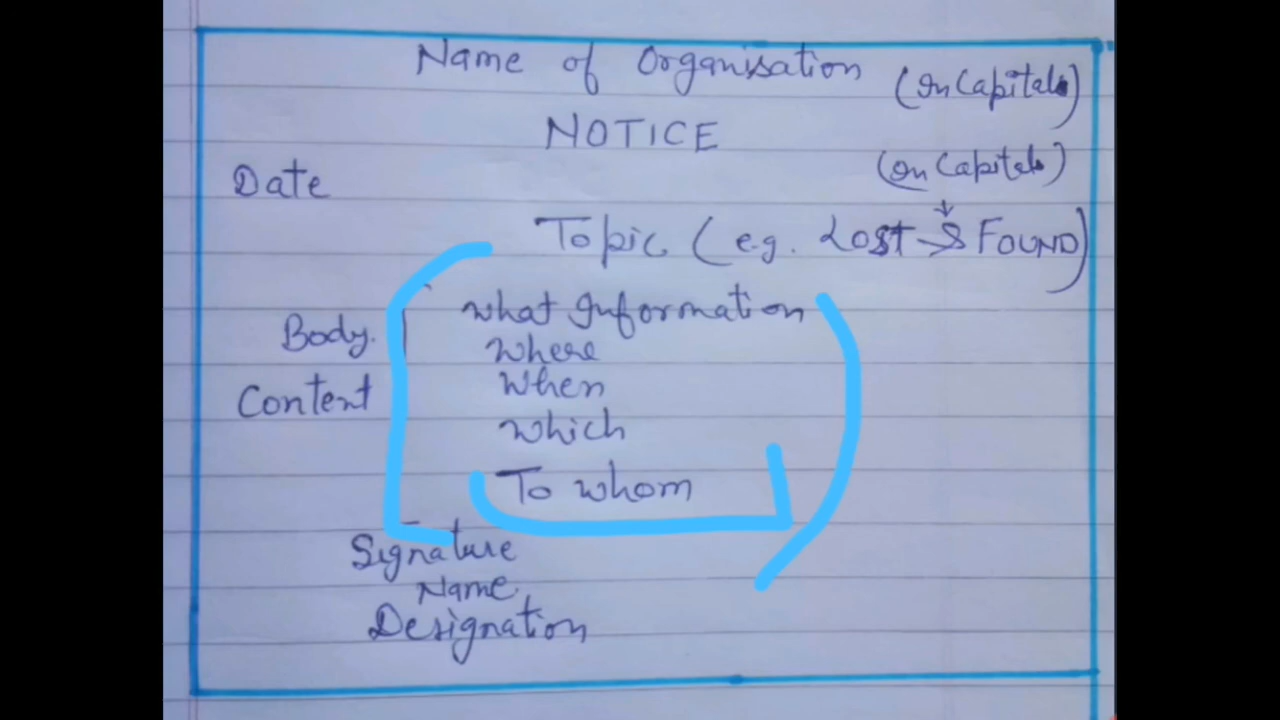 Name of Organisation (In Capitals)
NOTICE
(In Capitals)
Date
Topic (e.g. LOST & FOUND)
What Information
Body. Where
When
Content Which
To whom
Signature
Name
Designation